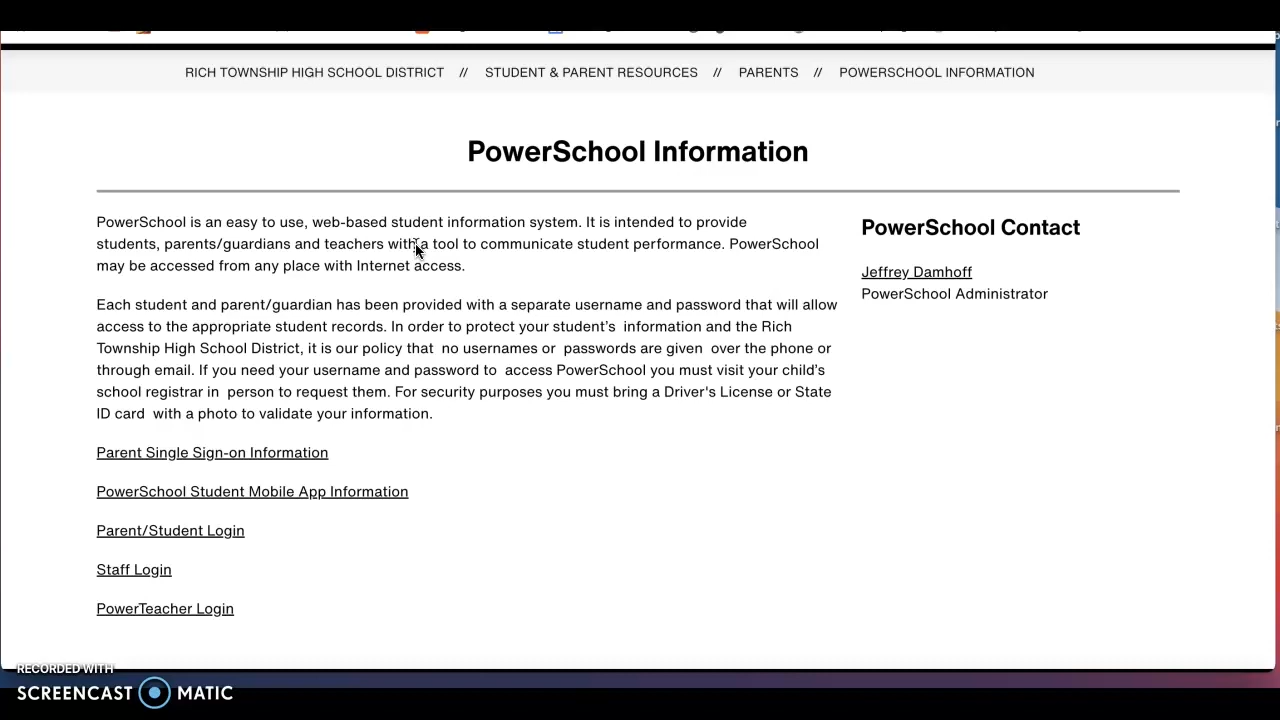 RICH TOWNSHIP HIGH SCHOOL DISTRICT // STUDENT & PARENT RESOURCES // PARENTS // POWERSCHOOL INFORMATION
PowerSchool Information
PowerSchool is an easy to use, web-based student information system. It is intended to provide
students, parents/guardians and teachers with a tool to communicate student performance. PowerSchool
may be accessed from any place with Internet access.
Each student and parent/guardian has been provided with a separate username and password that will allow
access to the appropriate student records. In order to protect your student’s information and the Rich
Township High School District, it is our policy that no usernames or passwords are given over the phone or
through email. If you need your username and password to access PowerSchool you must visit your child’s
school registrar in person to request them. For security purposes you must bring a Driver's License or State
ID card with a photo to validate your information.
Parent Single Sign-on Information
PowerSchool Student Mobile App Information
Parent/Student Login
Staff Login
PowerTeacher Login
PowerSchool Contact
Jeffrey Damhoff
PowerSchool Administrator
RECORDED WITH
SCREENCAST MATIC